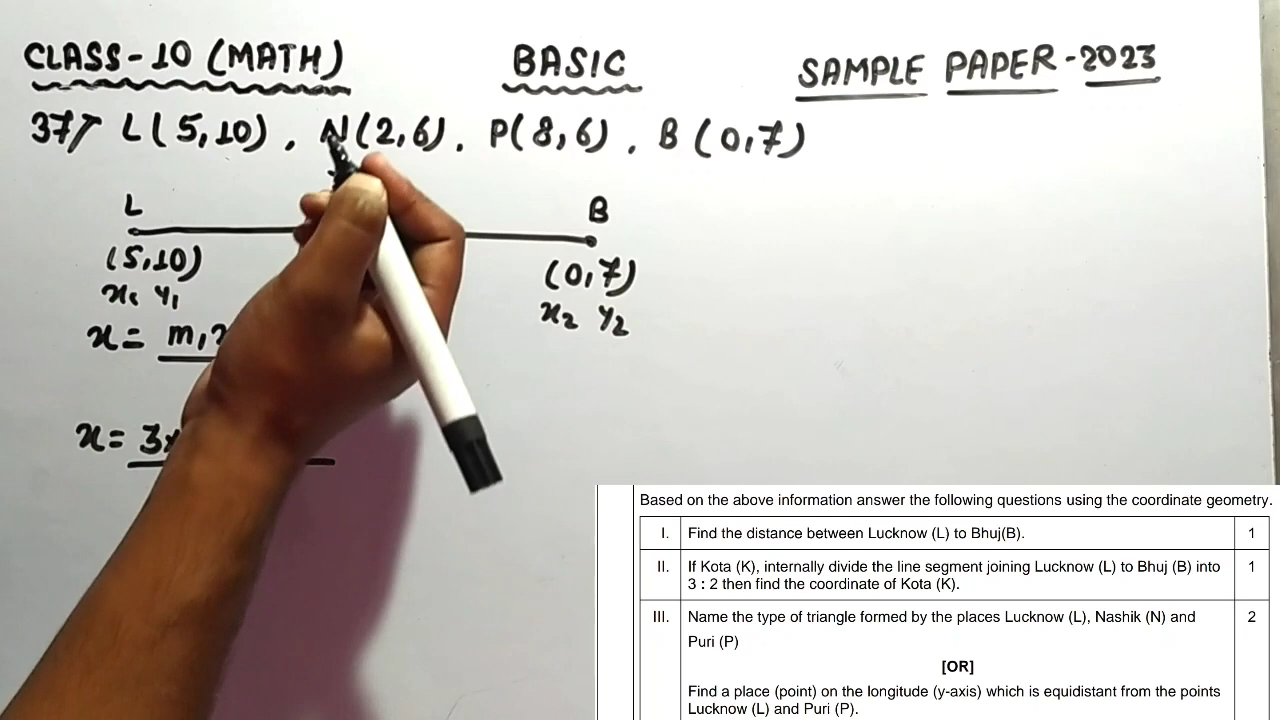 CLASS-10 (MATH) BASIC SAMPLE PAPER-2023
37) L(5,10), N(2,6), P(8,6), B(0,7)
L B
(5,10) (0,7)
x₁ y₁ x₂ y₂
x =
x = 3×
Based on the above information answer the following questions using the coordinate geometry.
I. Find the distance between Lucknow (L) to Bhuj(B). 1
II. If Kota (K), internally divide the line segment joining Lucknow (L) to Bhuj (B) into 1
3 : 2 then find the coordinate of Kota (K).
III. Name the type of triangle formed by the places Lucknow (L), Nashik (N) and 2
Puri (P)
[OR]
Find a place (point) on the longitude (y-axis) which is equidistant from the points
Lucknow (L) and Puri (P).